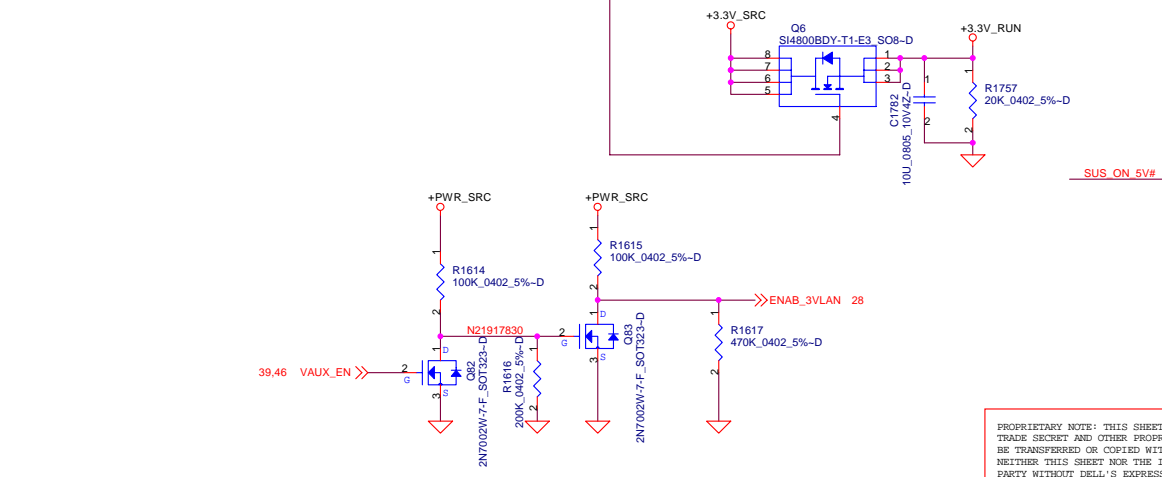 +3.3V_SRC
Q6
SI4800BDY-T1-E3_SO8~D
+3.3V_RUN
8
7
6
5
1
2
3
4
1
2
C1782
10U_0805_10V4Z~D
1
2
R1757
20K_0402_5%~D
SUS_ON_5V#
+PWR_SRC
+PWR_SRC
1
2
R1614
100K_0402_5%~D
1
2
R1615
100K_0402_5%~D
ENAB_3VLAN 28
N21917830
1
2
3
D
G
S
Q82
2N7002W-7-F_SOT323~D
1
2
R1616
200K_0402_5%~D
1
2
3
D
G
S
Q83
2N7002W-7-F_SOT323~D
1
2
R1617
470K_0402_5%~D
39,46 VAUX_EN
PROPRIETARY NOTE: THIS SHEET
TRADE SECRET AND OTHER PROPR
BE TRANSFERRED OR COPIED WIT
NEITHER THIS SHEET NOR THE I
PARTY WITHOUT DELL'S EXPRESS